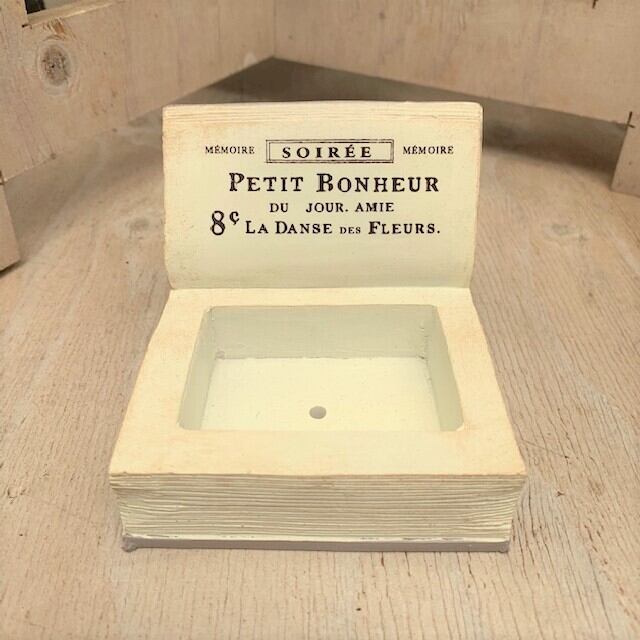 MÉMOIRE SOIRÉE MÉMOIRE
PETIT BONHEUR
DU JOUR. AMIE
8¢ LA DANSE DES FLEURS.